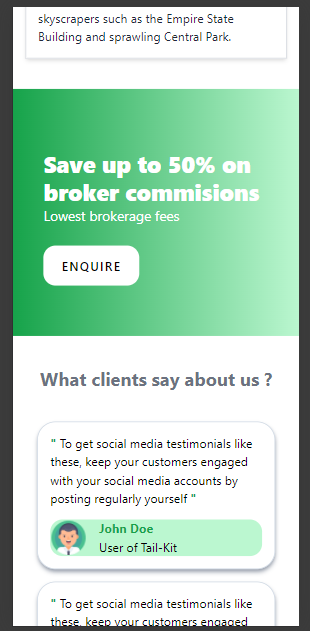 skyscrapers such as the Empire State
Building and sprawling Central Park.
Save up to 50% on
broker commisions
Lowest brokerage fees
ENQUIRE
What clients say about us ?
" To get social media testimonials like
these, keep your customers engaged
with your social media accounts by
posting regularly yourself "
John Doe
User of Tail-Kit
" To get social media testimonials like
these, keep your customers engaged